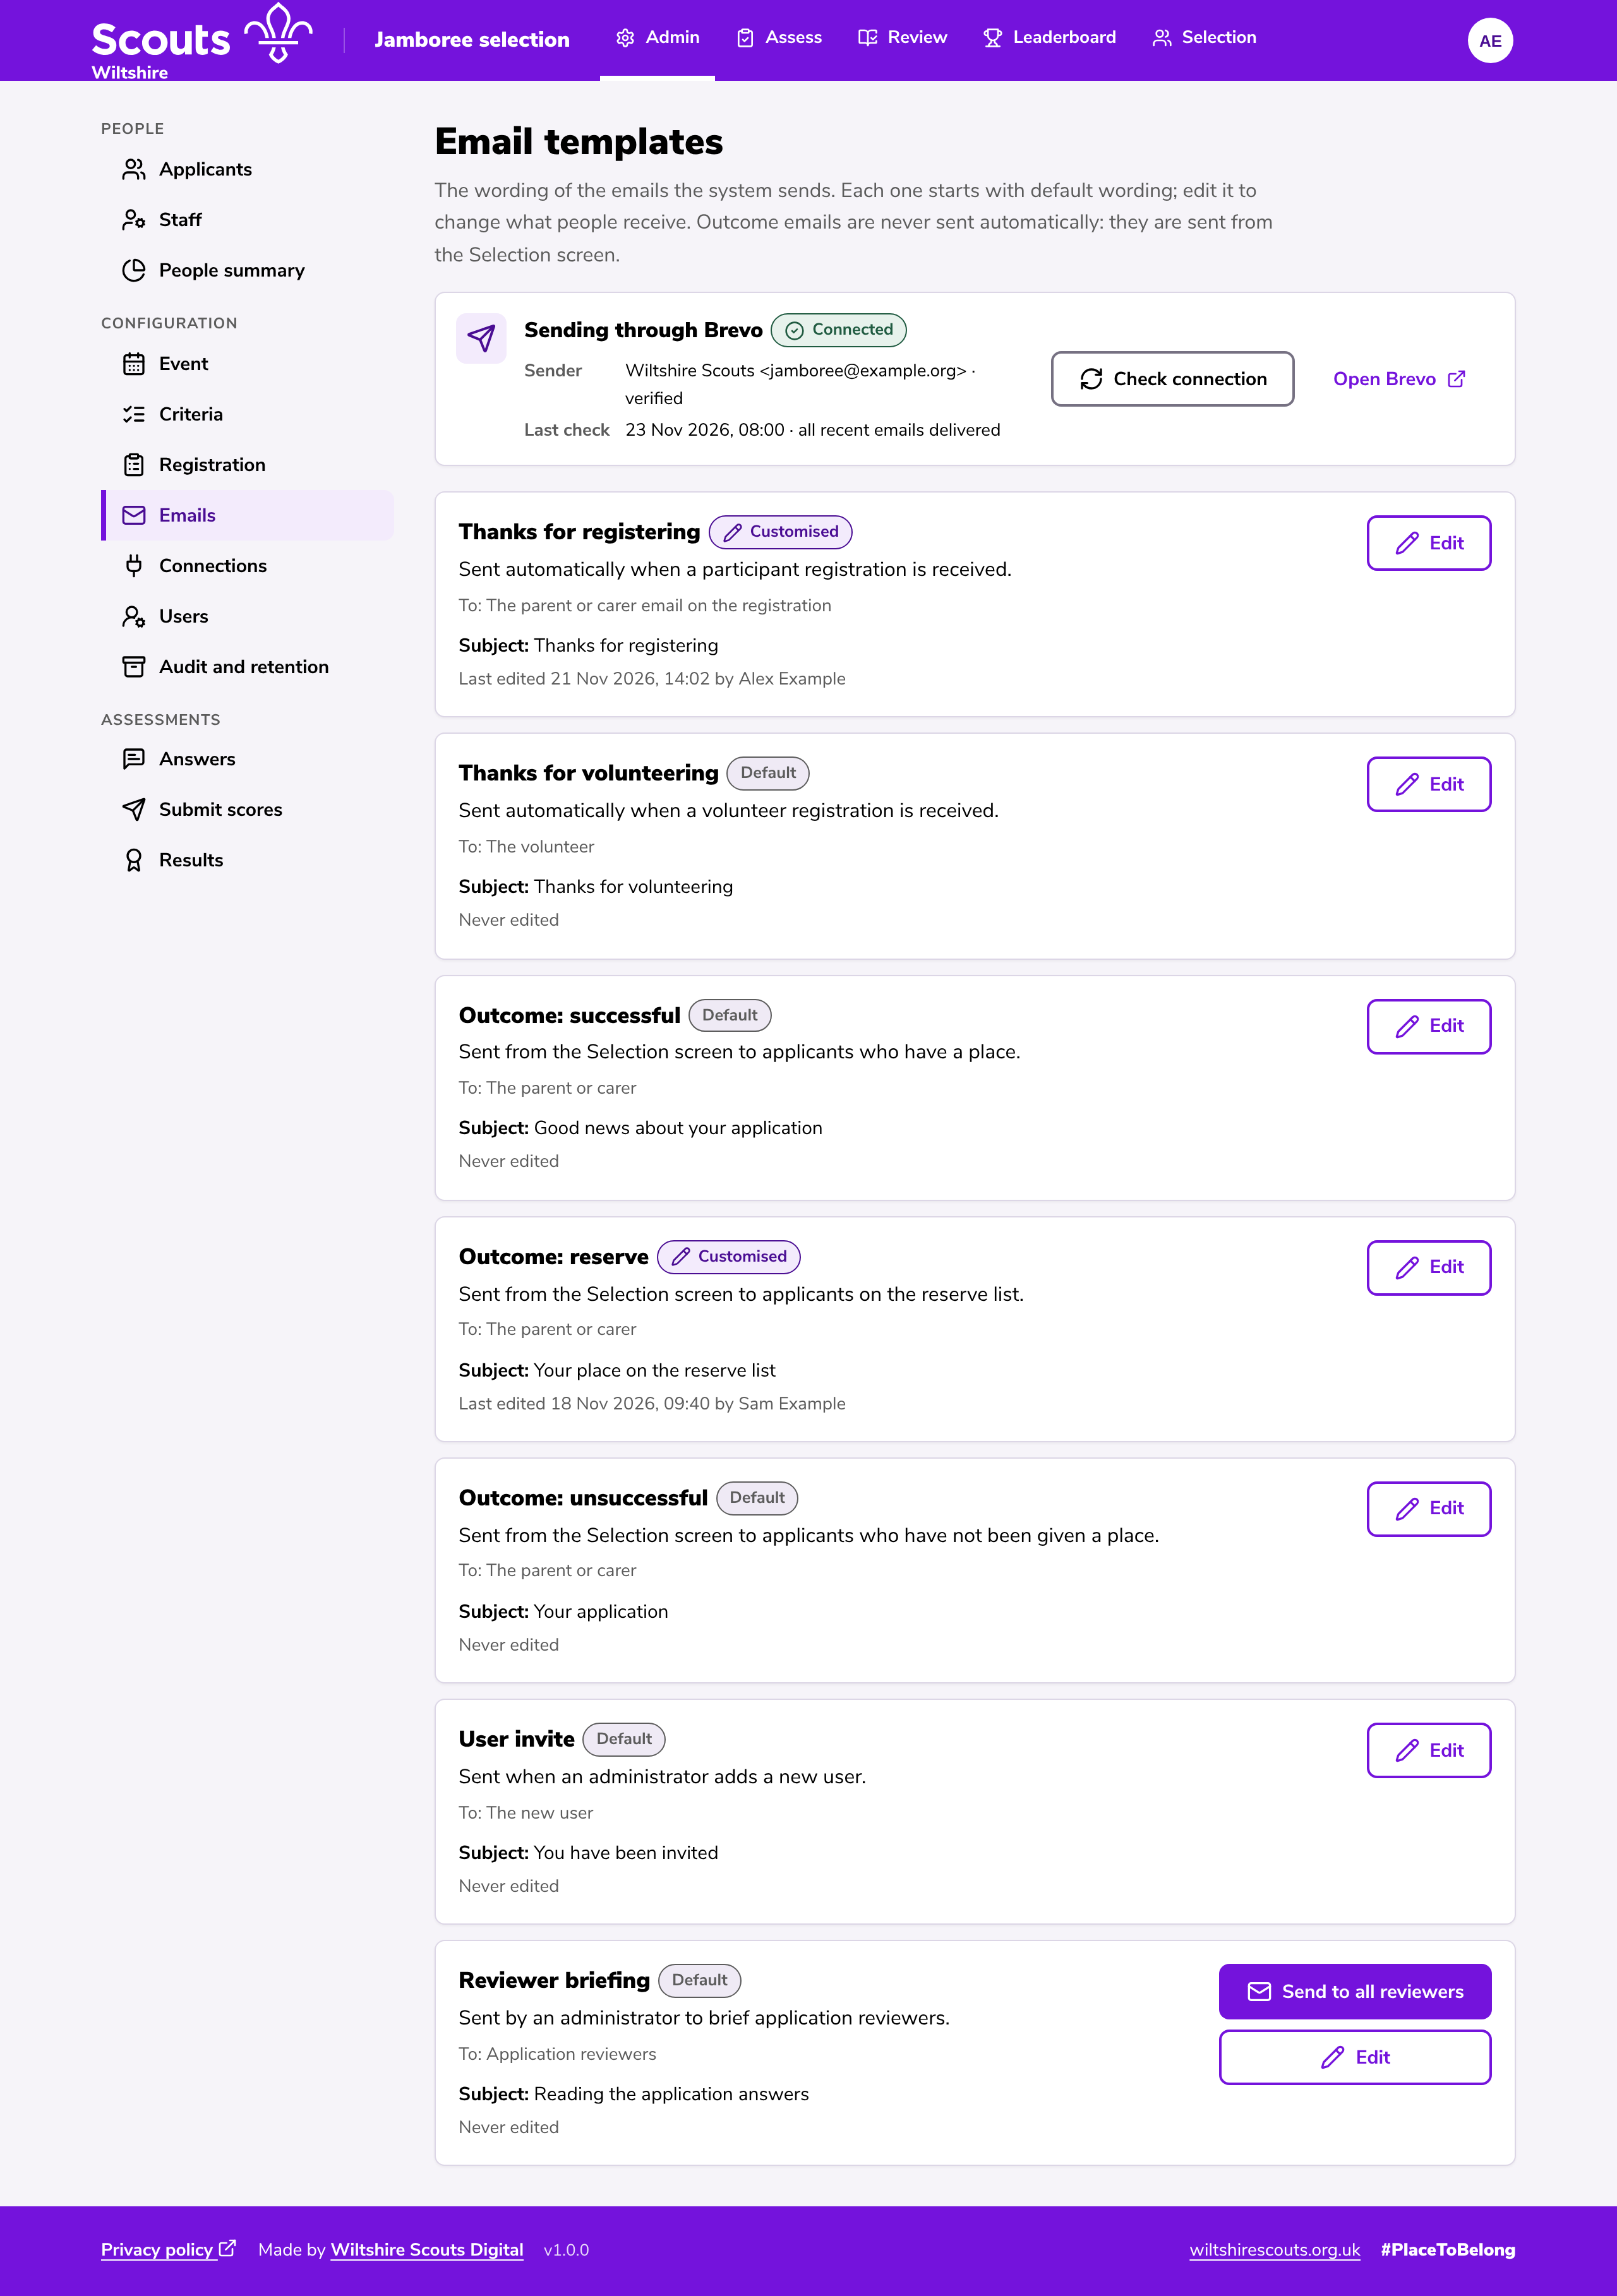 Scouts
Wiltshire
Jamboree selection
Admin
Assess
Review
Leaderboard
Selection
AE
PEOPLE
Applicants
Staff
People summary
CONFIGURATION
Event
Criteria
Registration
Emails
Connections
Users
Audit and retention
ASSESSMENTS
Answers
Submit scores
Results
Email templates
The wording of the emails the system sends. Each one starts with default wording; edit it to
change what people receive. Outcome emails are never sent automatically: they are sent from
the Selection screen.
Sending through Brevo
Connected
Sender
Wiltshire Scouts <jamboree@example.org> ·
verified
Last check
23 Nov 2026, 08:00 · all recent emails delivered
Check connection
Open Brevo
Thanks for registering
Customised
Sent automatically when a participant registration is received.
To: The parent or carer email on the registration
Subject: Thanks for registering
Last edited 21 Nov 2026, 14:02 by Alex Example
Edit
Thanks for volunteering
Default
Sent automatically when a volunteer registration is received.
To: The volunteer
Subject: Thanks for volunteering
Never edited
Edit
Outcome: successful
Default
Sent from the Selection screen to applicants who have a place.
To: The parent or carer
Subject: Good news about your application
Never edited
Edit
Outcome: reserve
Customised
Sent from the Selection screen to applicants on the reserve list.
To: The parent or carer
Subject: Your place on the reserve list
Last edited 18 Nov 2026, 09:40 by Sam Example
Edit
Outcome: unsuccessful
Default
Sent from the Selection screen to applicants who have not been given a place.
To: The parent or carer
Subject: Your application
Never edited
Edit
User invite
Default
Sent when an administrator adds a new user.
To: The new user
Subject: You have been invited
Never edited
Edit
Reviewer briefing
Default
Sent by an administrator to brief application reviewers.
To: Application reviewers
Subject: Reading the application answers
Never edited
Send to all reviewers
Edit
Privacy policy
Made by Wiltshire Scouts Digital
v1.0.0
wiltshirescouts.org.uk
#PlaceToBelong